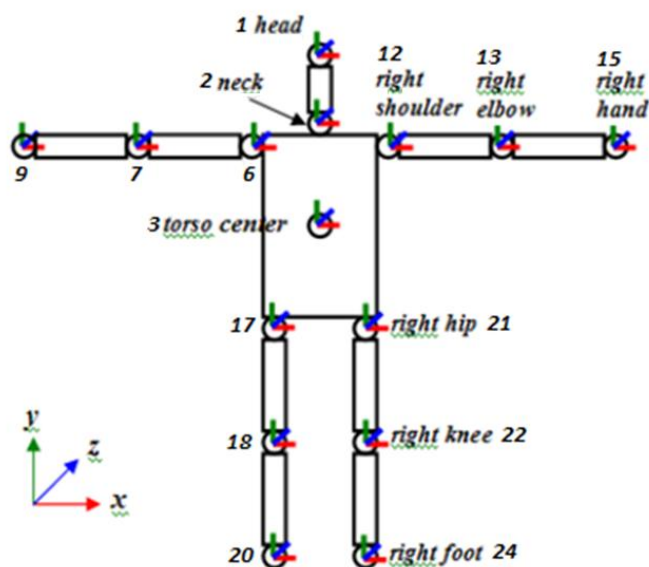 1 head
2 neck
12 right shoulder
13 right elbow
15 right hand
9
7
6
3 torso center
17
right hip 21
18
right knee 22
20
right foot 24
y
z
x